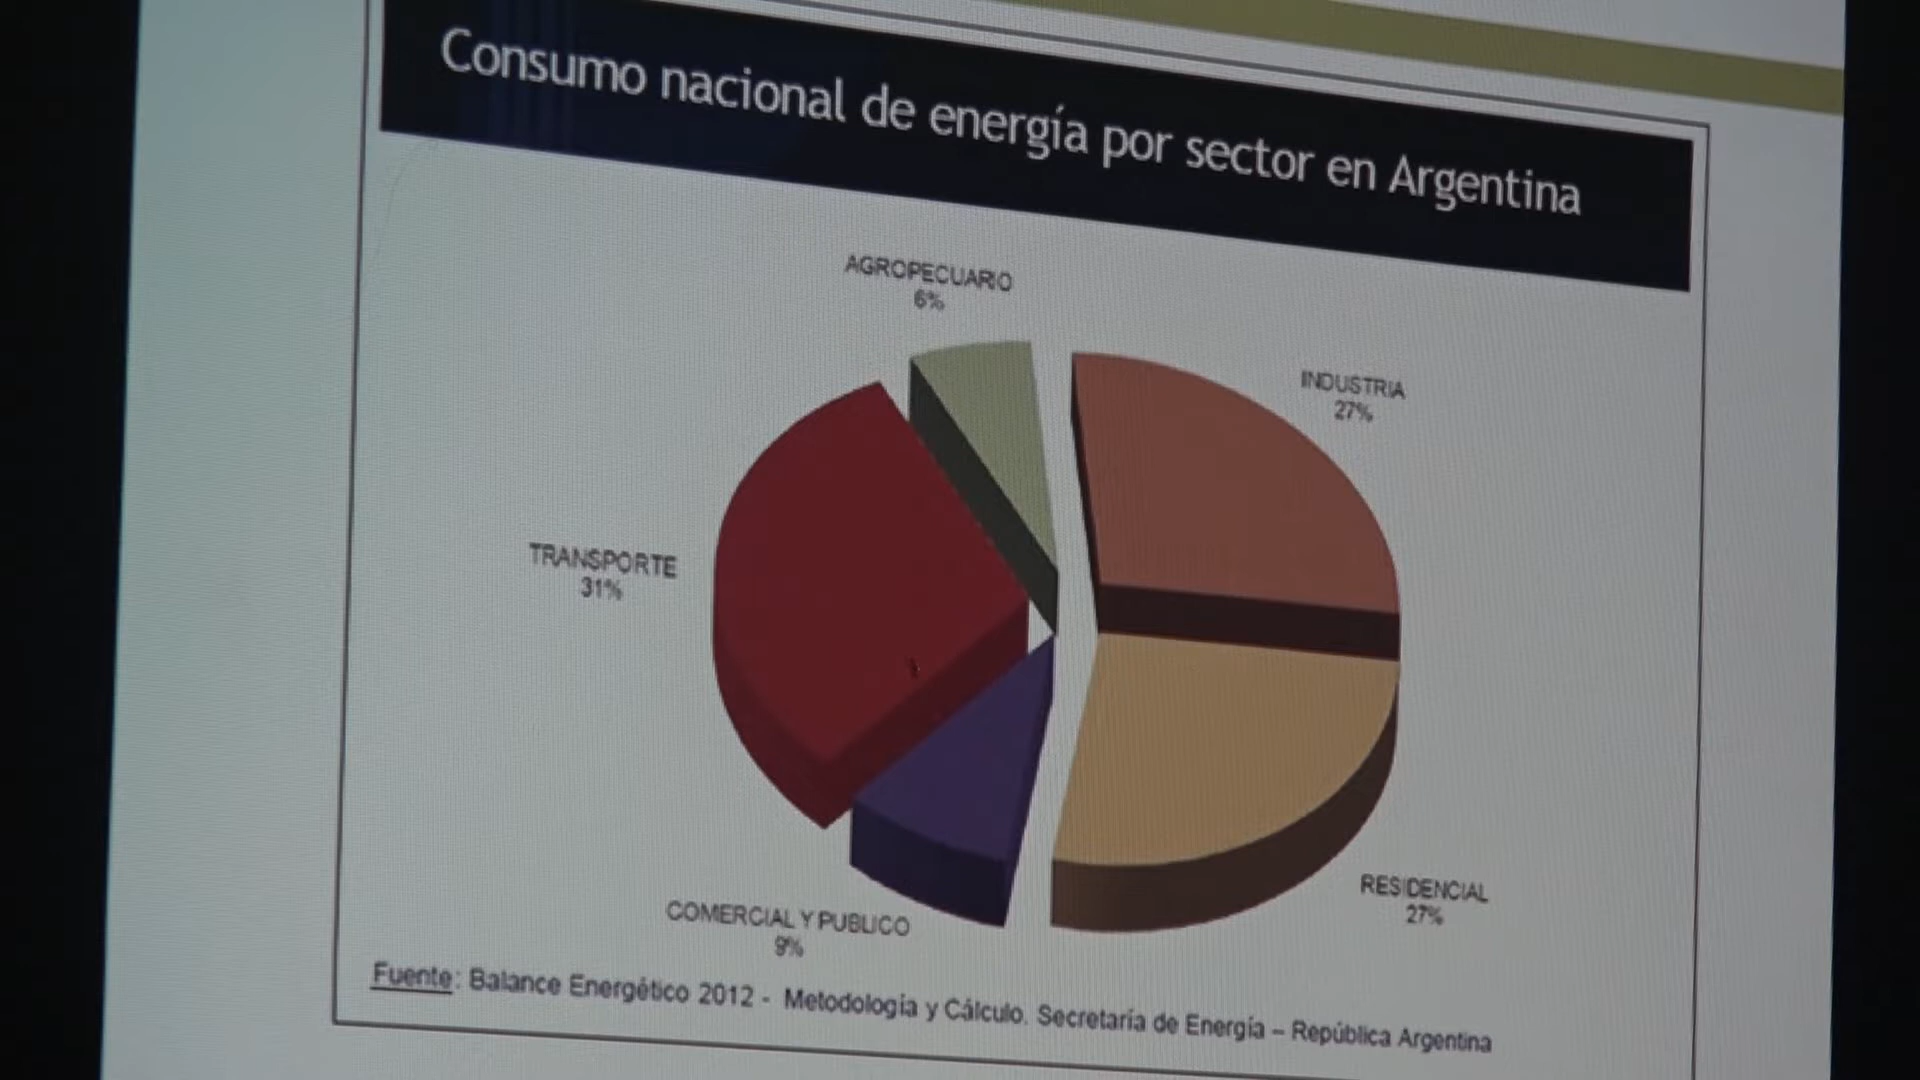 Consumo nacional de energía por sector en Argentina
AGROPECUARIO
6%
INDUSTRIA
27%
TRANSPORTE
31%
RESIDENCIAL
27%
COMERCIAL Y PUBLICO
9%
Fuente: Balance Energético 2012 - Metodología y Cálculo. Secretaría de Energía – República Argentina